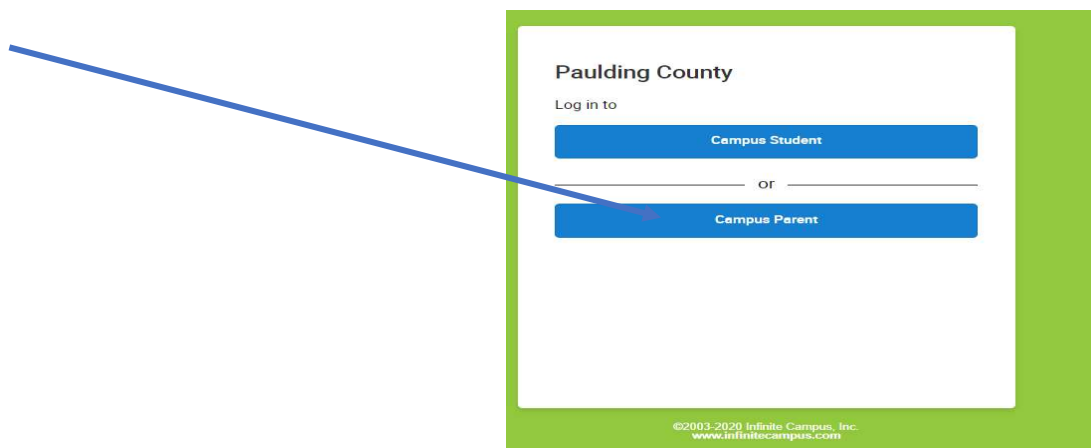 Paulding County
Log in to
Campus Student
or
Campus Parent
©2003-2020 Infinite Campus, Inc.
www.infinitecampus.com